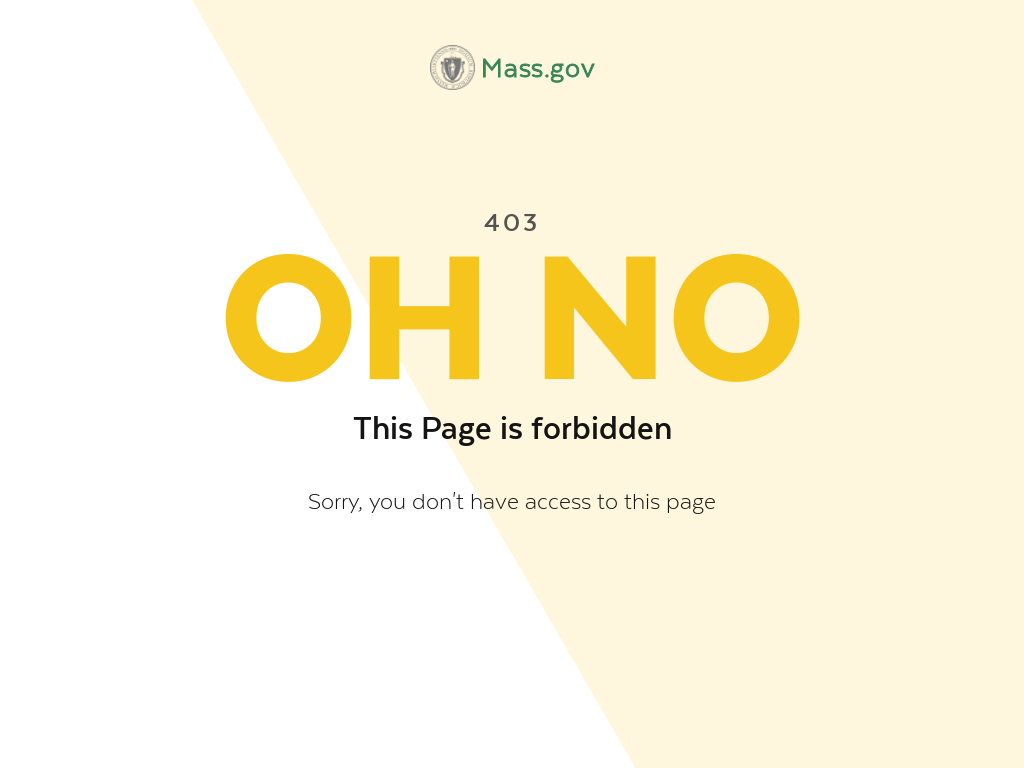 Mass.gov
403
OH NO
This Page is forbidden
Sorry, you don't have access to this page